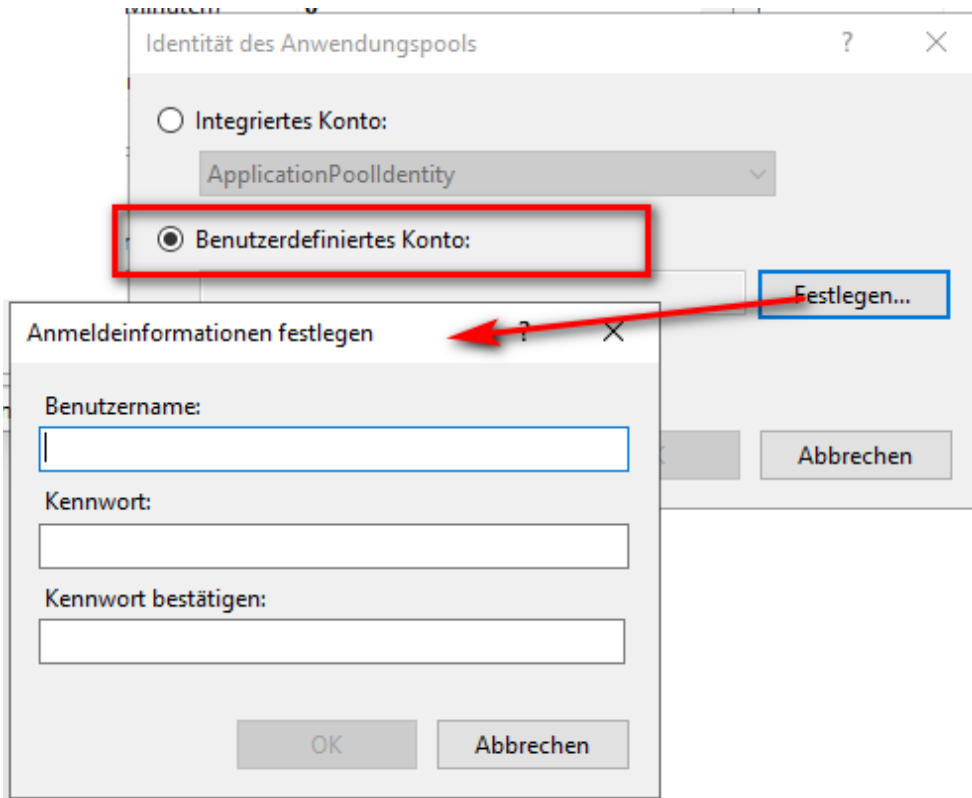 Identität des Anwendungspools
Integriertes Konto:
ApplicationPoolIdentity
Benutzerdefiniertes Konto:
Festlegen...
Anmeldeinformationen festlegen
Benutzername:
Kennwort:
Kennwort bestätigen:
Abbrechen
OK
Abbrechen